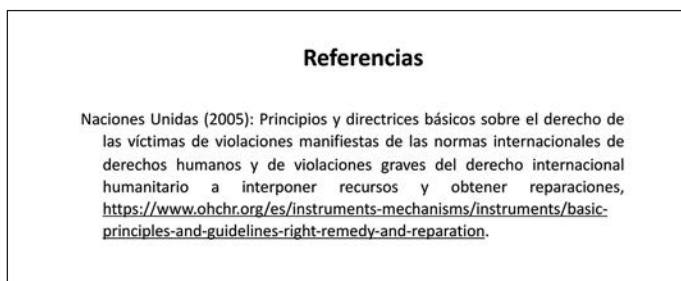 Referencias
Naciones Unidas (2005): Principios y directrices básicos sobre el derecho de
las víctimas de violaciones manifiestas de las normas internacionales de
derechos humanos y de violaciones graves del derecho internacional
humanitario a interponer recursos y obtener reparaciones,
https://www.ohchr.org/es/instruments-mechanisms/instruments/basic-
principles-and-guidelines-right-remedy-and-reparation.